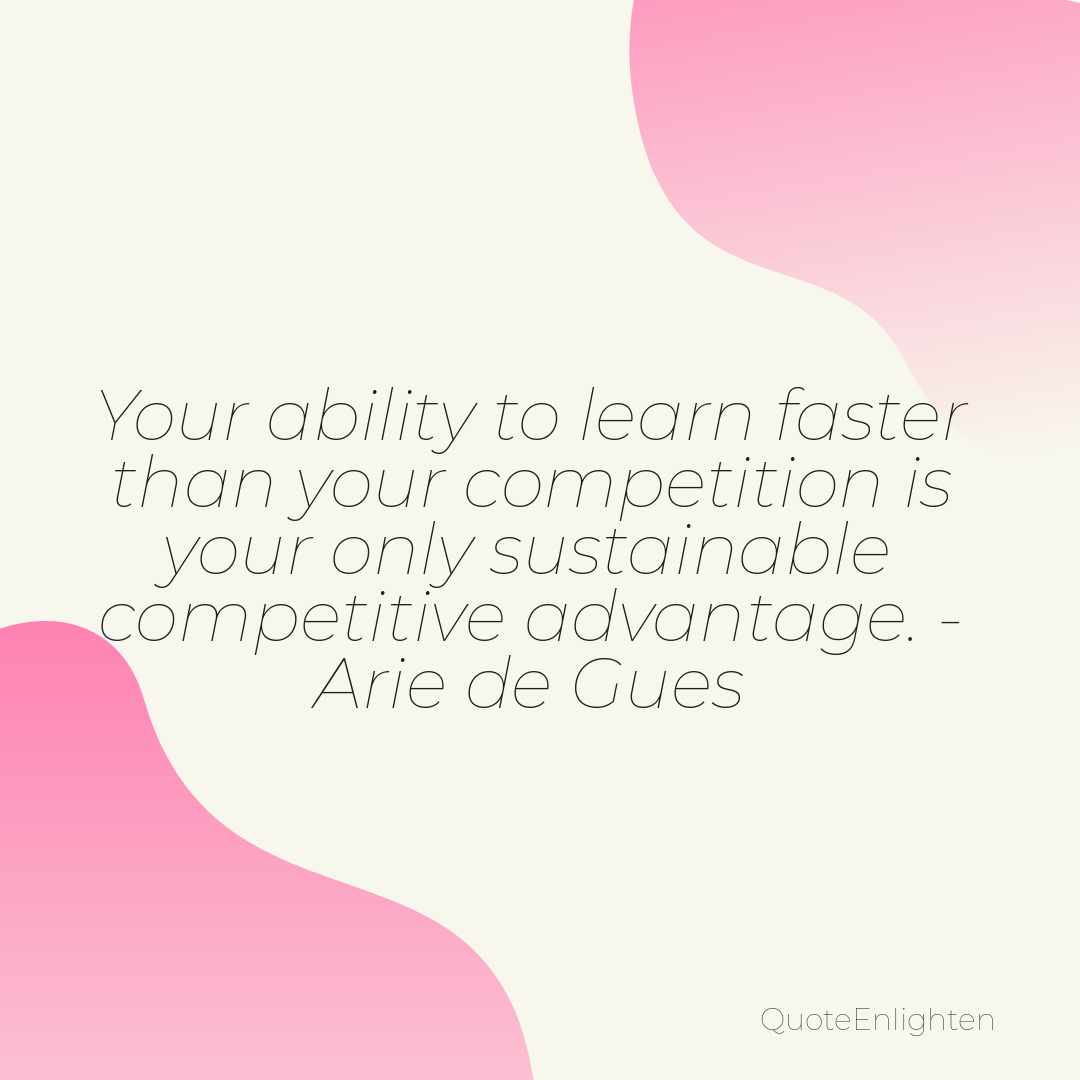 Your ability to learn faster
than your competition is
your only sustainable
competitive advantage. -
Arie de Gues
QuoteEnlighten